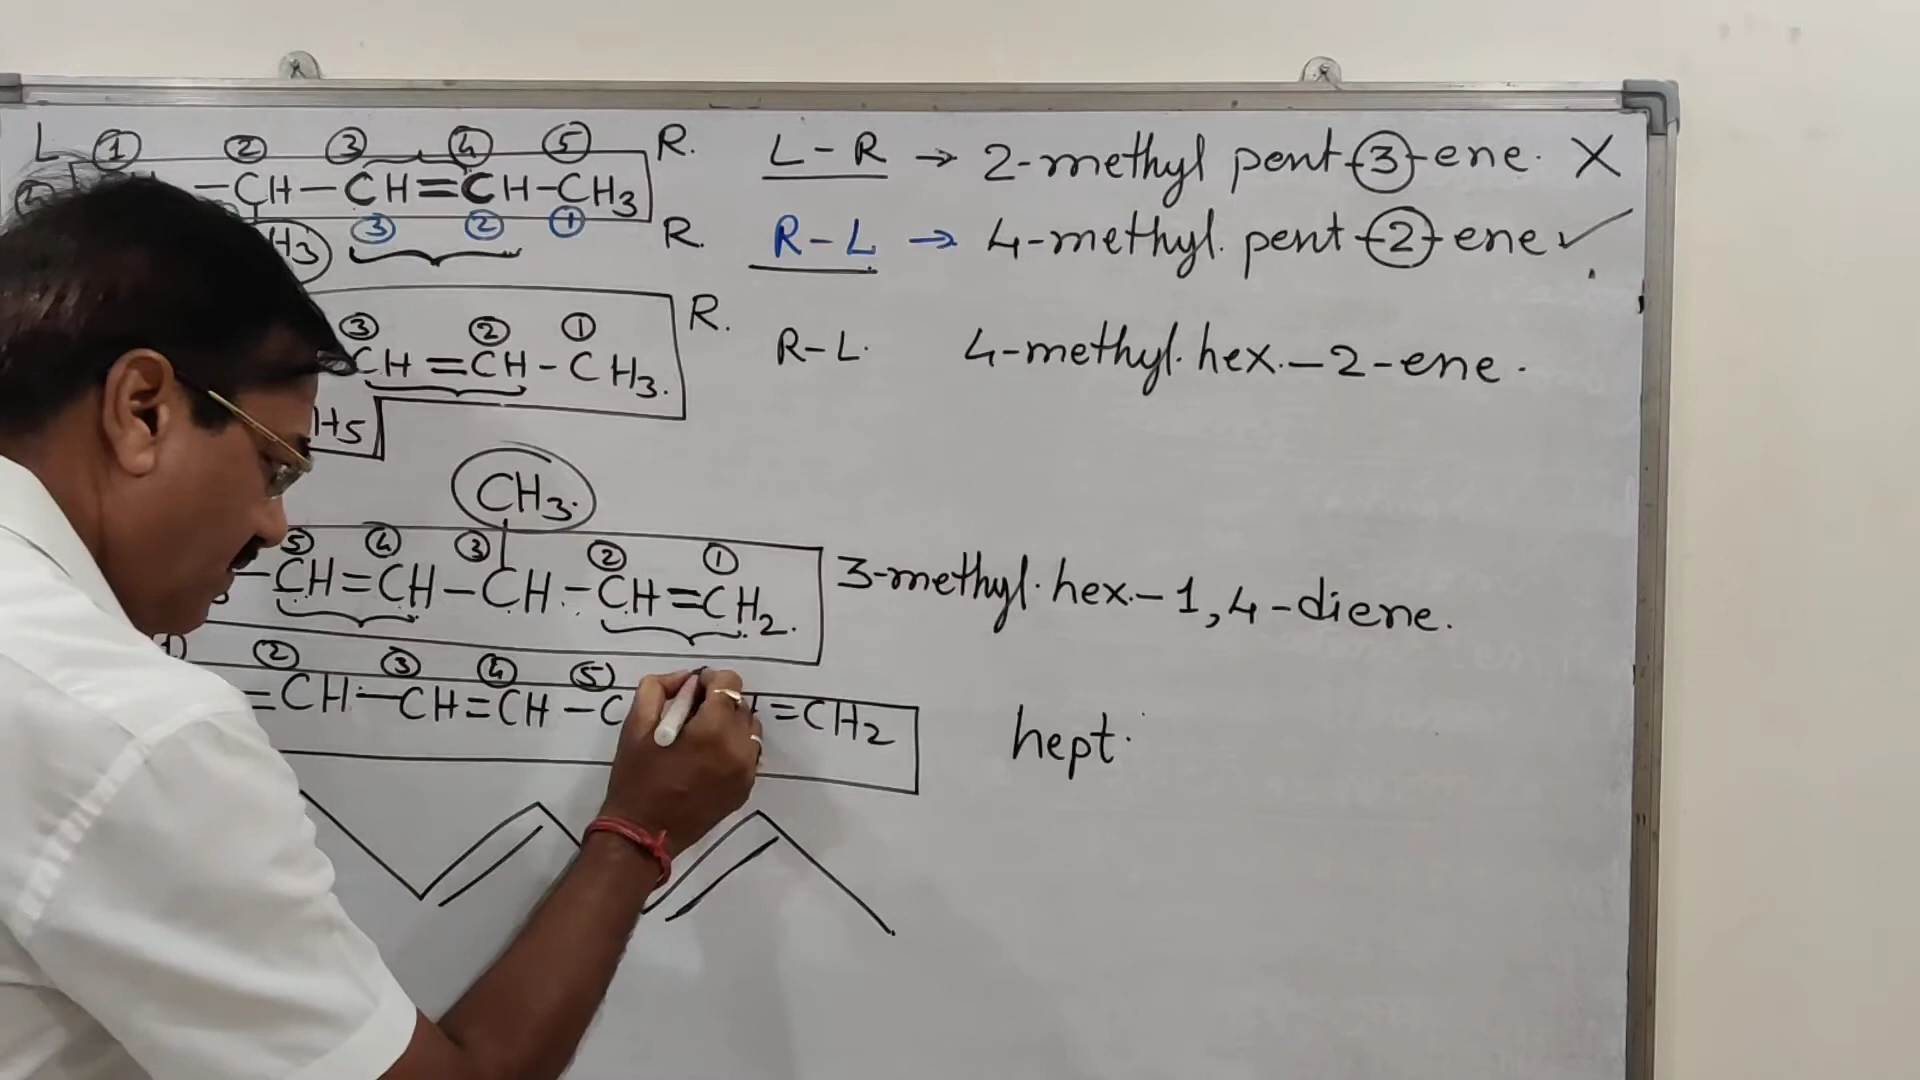 L ① ② ③ ④ ⑤ R. L-R → 2-methyl pent-③-ene. X
-CH-CH=CH-CH3
③ ② ① R. R-L → 4-methyl. pent-②-ene ✓
H3
③ ② ① R. R-L. 4-methyl. hex.-2-ene.
CH=CH-CH3.
H5
CH3.
⑤ ④ ③ ② ①
-CH=CH-CH-CH=CH2. 3-methyl. hex.-1,4-diene.
① ② ③ ④ ⑤
=CH-CH=CH-C =CH2 hept.